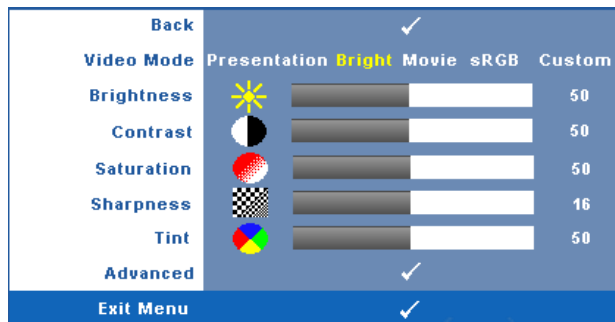 Back
Video Mode Presentation Bright Movie sRGB Custom
Brightness 50
Contrast 50
Saturation 50
Sharpness 16
Tint 50
Advanced
Exit Menu